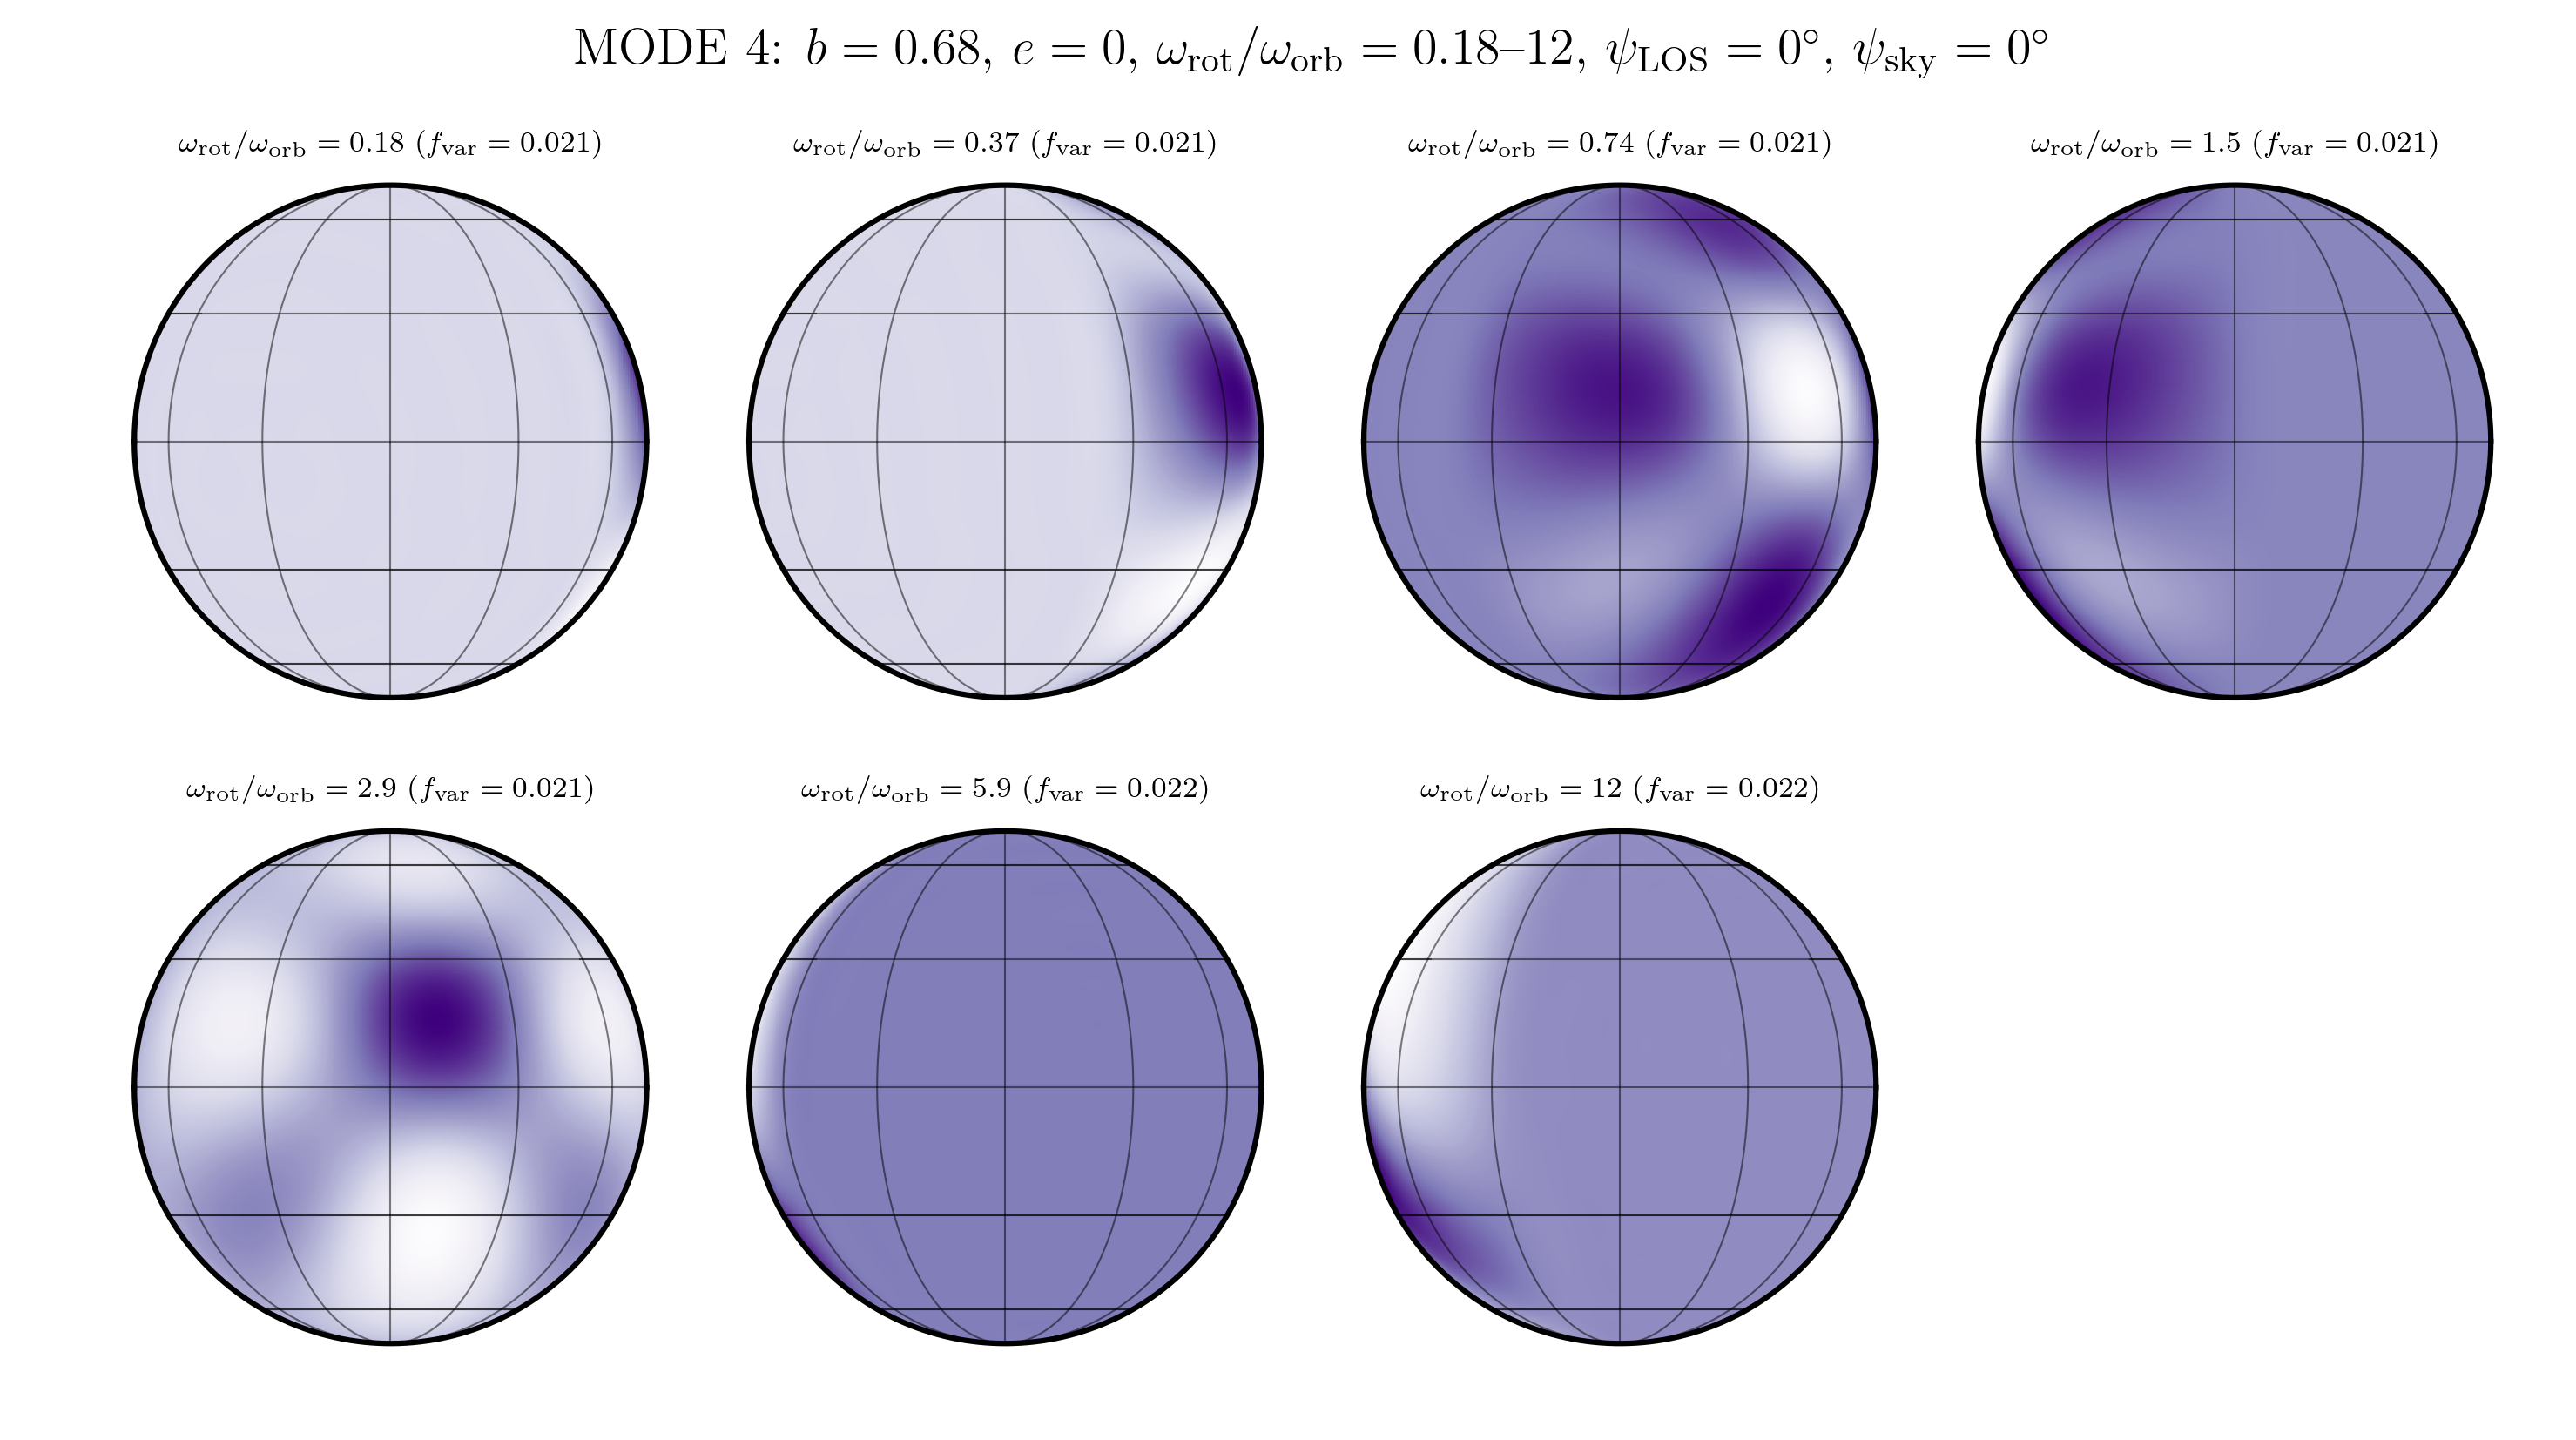 MODE 4: b = 0.68, e = 0, ω_rot/ω_orb = 0.18–12, ψ_LOS = 0°, ψ_sky = 0°
ω_rot/ω_orb = 0.18 (f_var = 0.021)
ω_rot/ω_orb = 0.37 (f_var = 0.021)
ω_rot/ω_orb = 0.74 (f_var = 0.021)
ω_rot/ω_orb = 1.5 (f_var = 0.021)
ω_rot/ω_orb = 2.9 (f_var = 0.021)
ω_rot/ω_orb = 5.9 (f_var = 0.022)
ω_rot/ω_orb = 12 (f_var = 0.022)